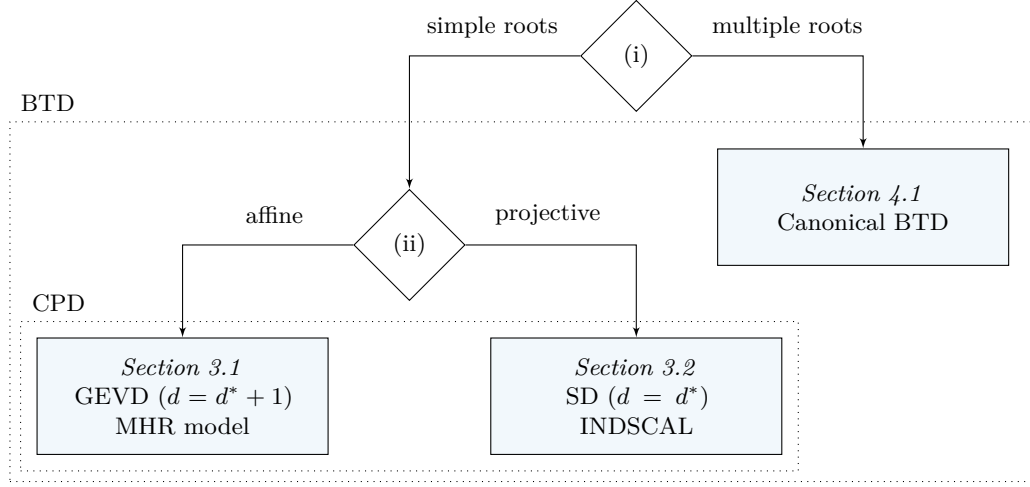 simple roots
multiple roots
(i)
BTD
Section 4.1
Canonical BTD
affine
projective
(ii)
CPD
Section 3.1
GEVD (d = d* + 1)
MHR model
Section 3.2
SD (d = d*)
INDSCAL